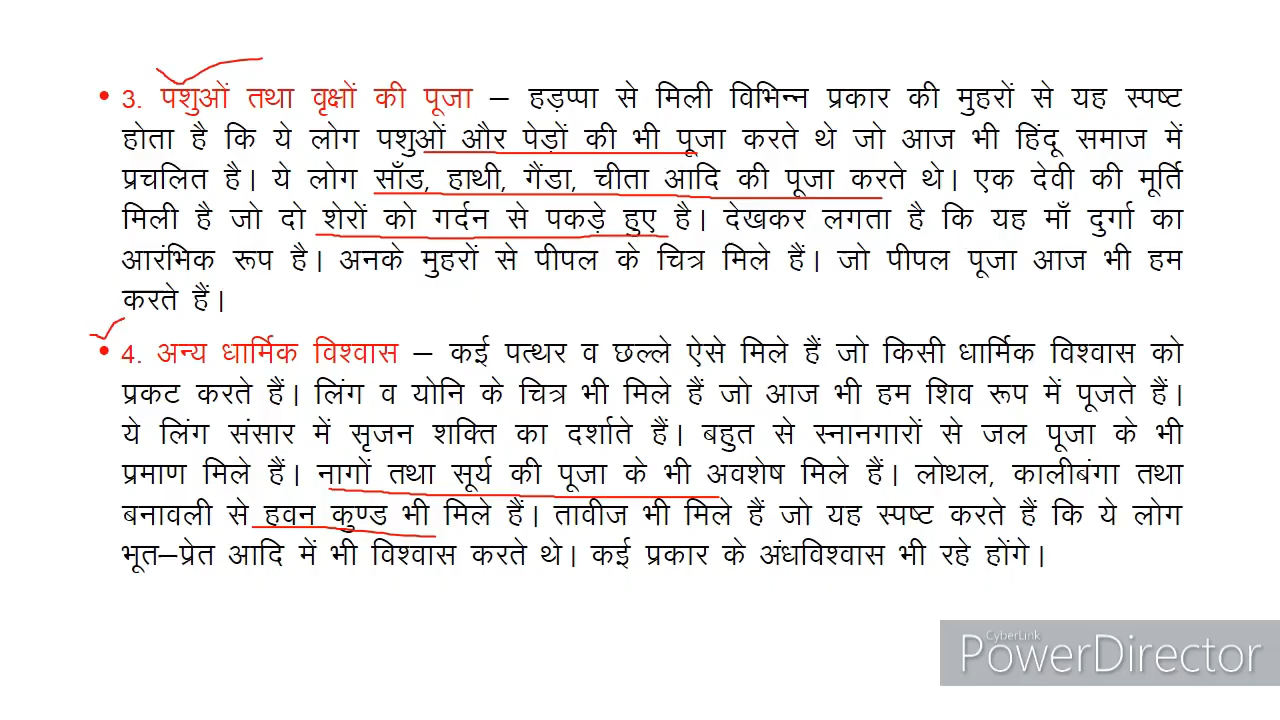 • 3. पशुओं तथा वृक्षों की पूजा – हड़प्पा से मिली विभिन्न प्रकार की मुहरों से यह स्पष्ट
होता है कि ये लोग पशुओं और पेड़ों की भी पूजा करते थे जो आज भी हिंदू समाज में
प्रचलित है। ये लोग साँड, हाथी, गैंडा, चीता आदि की पूजा करते थे। एक देवी की मूर्ति
मिली है जो दो शेरों को गर्दन से पकड़े हुए है। देखकर लगता है कि यह माँ दुर्गा का
आरंभिक रूप है। अनके मुहरों से पीपल के चित्र मिले हैं। जो पीपल पूजा आज भी हम
करते हैं।
• 4. अन्य धार्मिक विश्वास – कई पत्थर व छल्ले ऐसे मिले हैं जो किसी धार्मिक विश्वास को
प्रकट करते हैं। लिंग व योनि के चित्र भी मिले हैं जो आज भी हम शिव रूप में पूजते हैं।
ये लिंग संसार में सृजन शक्ति का दर्शाते हैं। बहुत से स्नानगारों से जल पूजा के भी
प्रमाण मिले हैं। नागों तथा सूर्य की पूजा के भी अवशेष मिले हैं। लोथल, कालीबंगा तथा
बनावली से हवन कुण्ड भी मिले हैं। तावीज भी मिले हैं जो यह स्पष्ट करते हैं कि ये लोग
भूत–प्रेत आदि में भी विश्वास करते थे। कई प्रकार के अंधविश्वास भी रहे होंगे।
CyberLink
PowerDirector